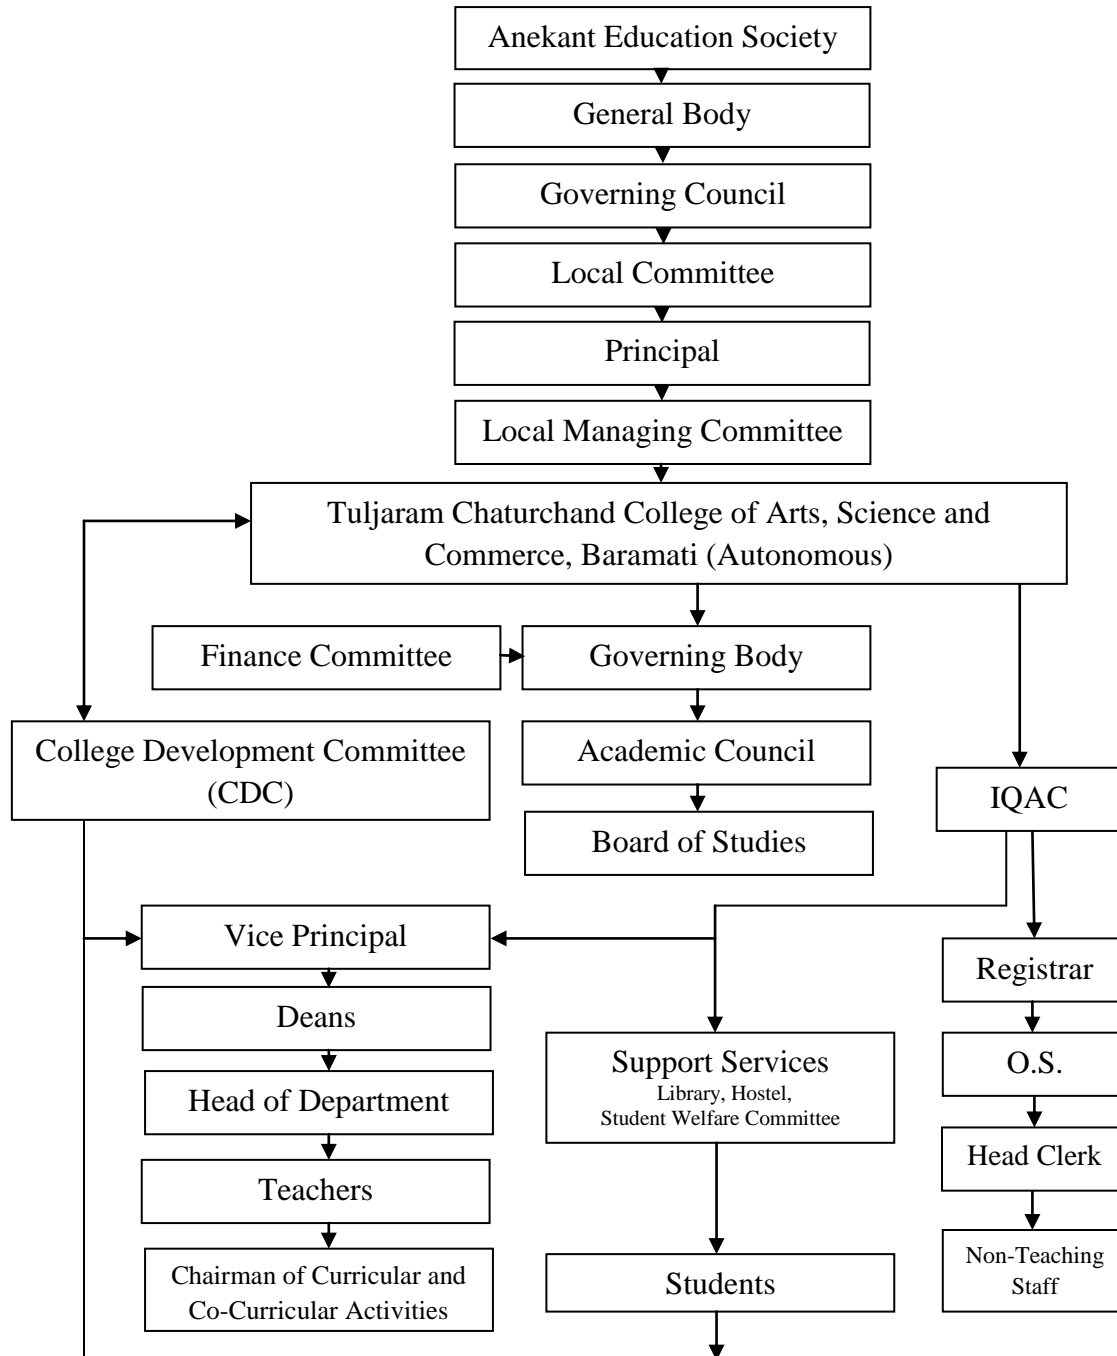 Anekant Education Society
General Body
Governing Council
Local Committee
Principal
Local Managing Committee
Tuljaram Chaturchand College of Arts, Science and
Commerce, Baramati (Autonomous)
Finance Committee
Governing Body
College Development Committee
(CDC)
Academic Council
IQAC
Board of Studies
Vice Principal
Registrar
Deans
Support Services
Library, Hostel,
Student Welfare Committee
O.S.
Head of Department
Head Clerk
Teachers
Non-Teaching
Staff
Chairman of Curricular and
Co-Curricular Activities
Students